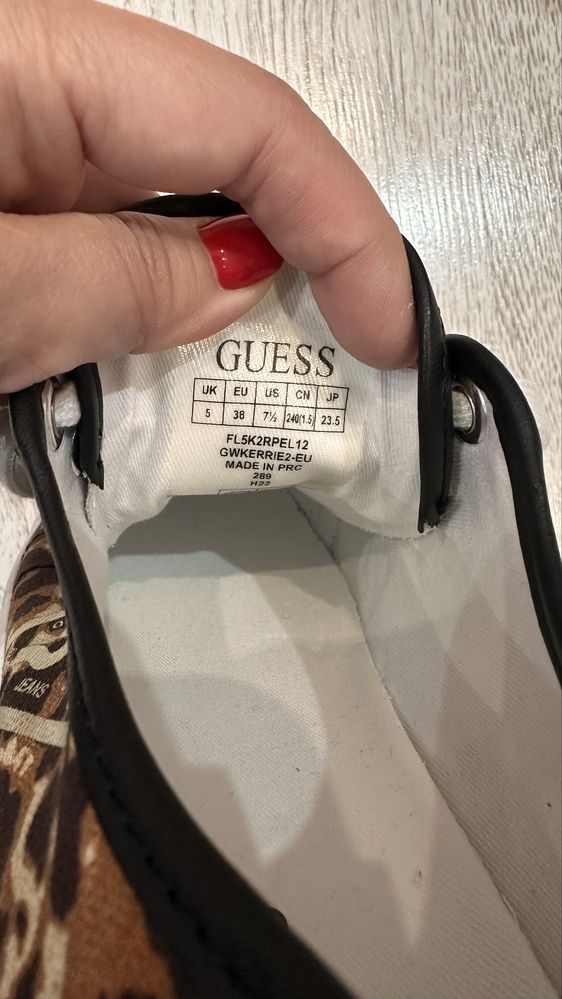 GUESS
UK EU US CN JP
5 38 7½ 240(1.5) 23.5
FL5K2RPEL12
GWKERRIE2-EU
MADE IN PRC
289
H22
JEANS